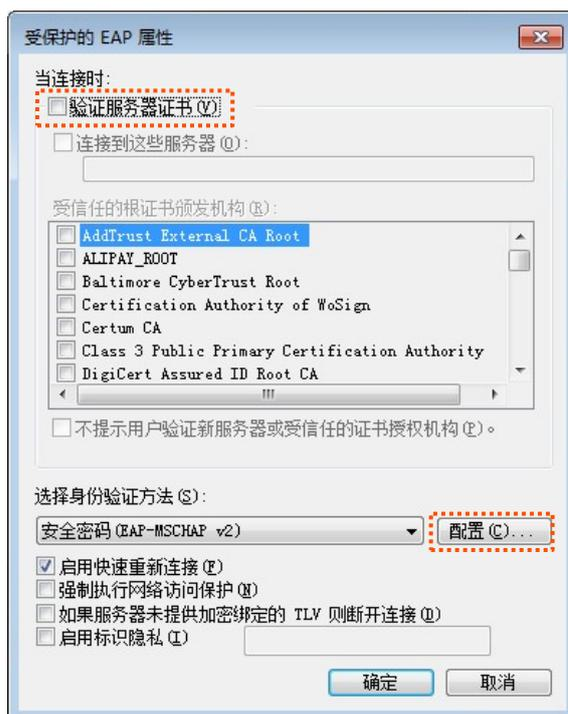 受保护的 EAP 属性
当连接时:
验证服务器证书(V)
连接到这些服务器(O):
受信任的根证书颁发机构(R):
AddTrust External CA Root
ALIPAY_ROOT
Baltimore CyberTrust Root
Certification Authority of WoSign
Certum CA
Class 3 Public Primary Certification Authority
DigiCert Assured ID Root CA
不提示用户验证新服务器或受信任的证书授权机构(P)。
选择身份验证方法(S):
安全密码(EAP-MSCHAP v2) 配置(C)...
启用快速重新连接(F)
强制执行网络访问保护(N)
如果服务器未提供加密绑定的 TLV 则断开连接(D)
启用标识隐私(I)
确定 取消